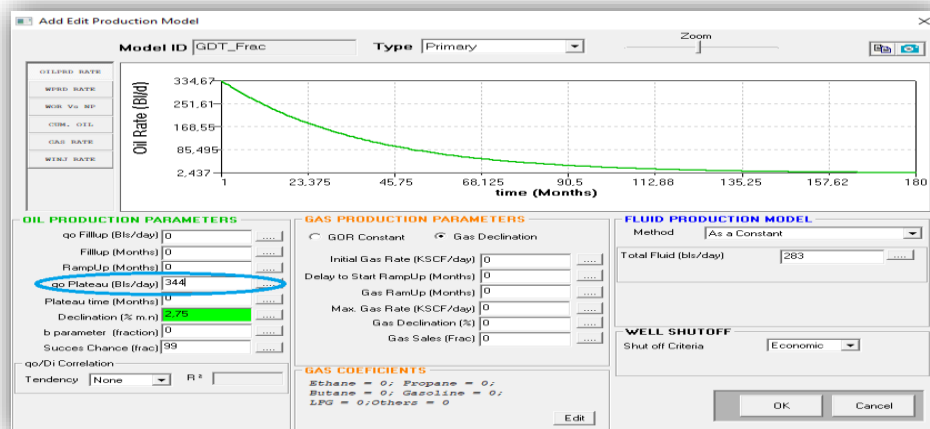 Add Edit Production Model
Model ID GDT_Frac Type Primary Zoom
OILPRD RATE
WPRD RATE
WOR Vs NP
CUM. OIL
GAS RATE
WINJ RATE
Oil Rate (Bl/d)
334,67
251,61
168,55
85,495
2,437
1 23,375 45,75 68,125 90,5 112,88 135,25 157,62 180
time (Months)
OIL PRODUCTION PARAMETERS
qo Filllup (Bls/day) 0 ....
Filllup (Months) 0 ....
RampUp (Months) 0 ....
qo Plateau (Bls/day) 344 ....
Plateau time (Months) 0 ....
Declination (% m.n) 2,75 ....
b parameter (fraction) 0 ....
Succes Chance (frac) 99 ....
qo/Di Correlation
Tendency None R²
GAS PRODUCTION PARAMETERS
GOR Constant Gas Declination
Initial Gas Rate (KSCF/day) 0 ....
Delay to Start RampUp (Months) 0 ....
Gas RamUp (Months) 0 ....
Max. Gas Rate (KSCF/day) 0 ....
Gas Declination (%) 0 ....
Gas Sales (Frac) 0 ....
GAS COEFICIENTS
Ethane = 0; Propane = 0;
Butane = 0; Gasoline = 0;
LPG = 0;Others = 0
Edit
FLUID PRODUCTION MODEL
Method As a Constant
Total Fluid (bls/day) 283 ....
WELL SHUTOFF
Shut off Criteria Economic
OK Cancel